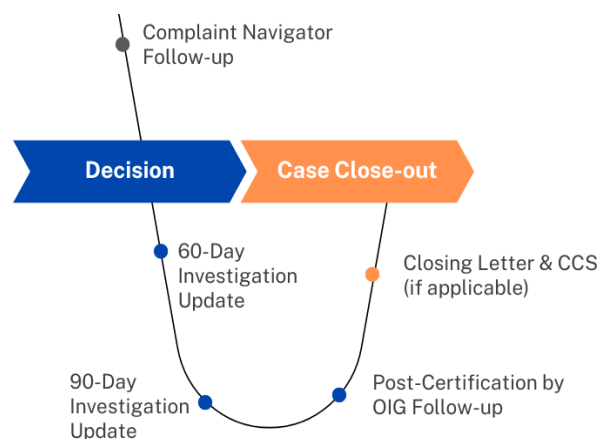 Complaint Navigator
Follow-up
Decision
Case Close-out
60-Day
Investigation
Update
Closing Letter & CCS
(if applicable)
90-Day
Investigation
Update
Post-Certification by
OIG Follow-up